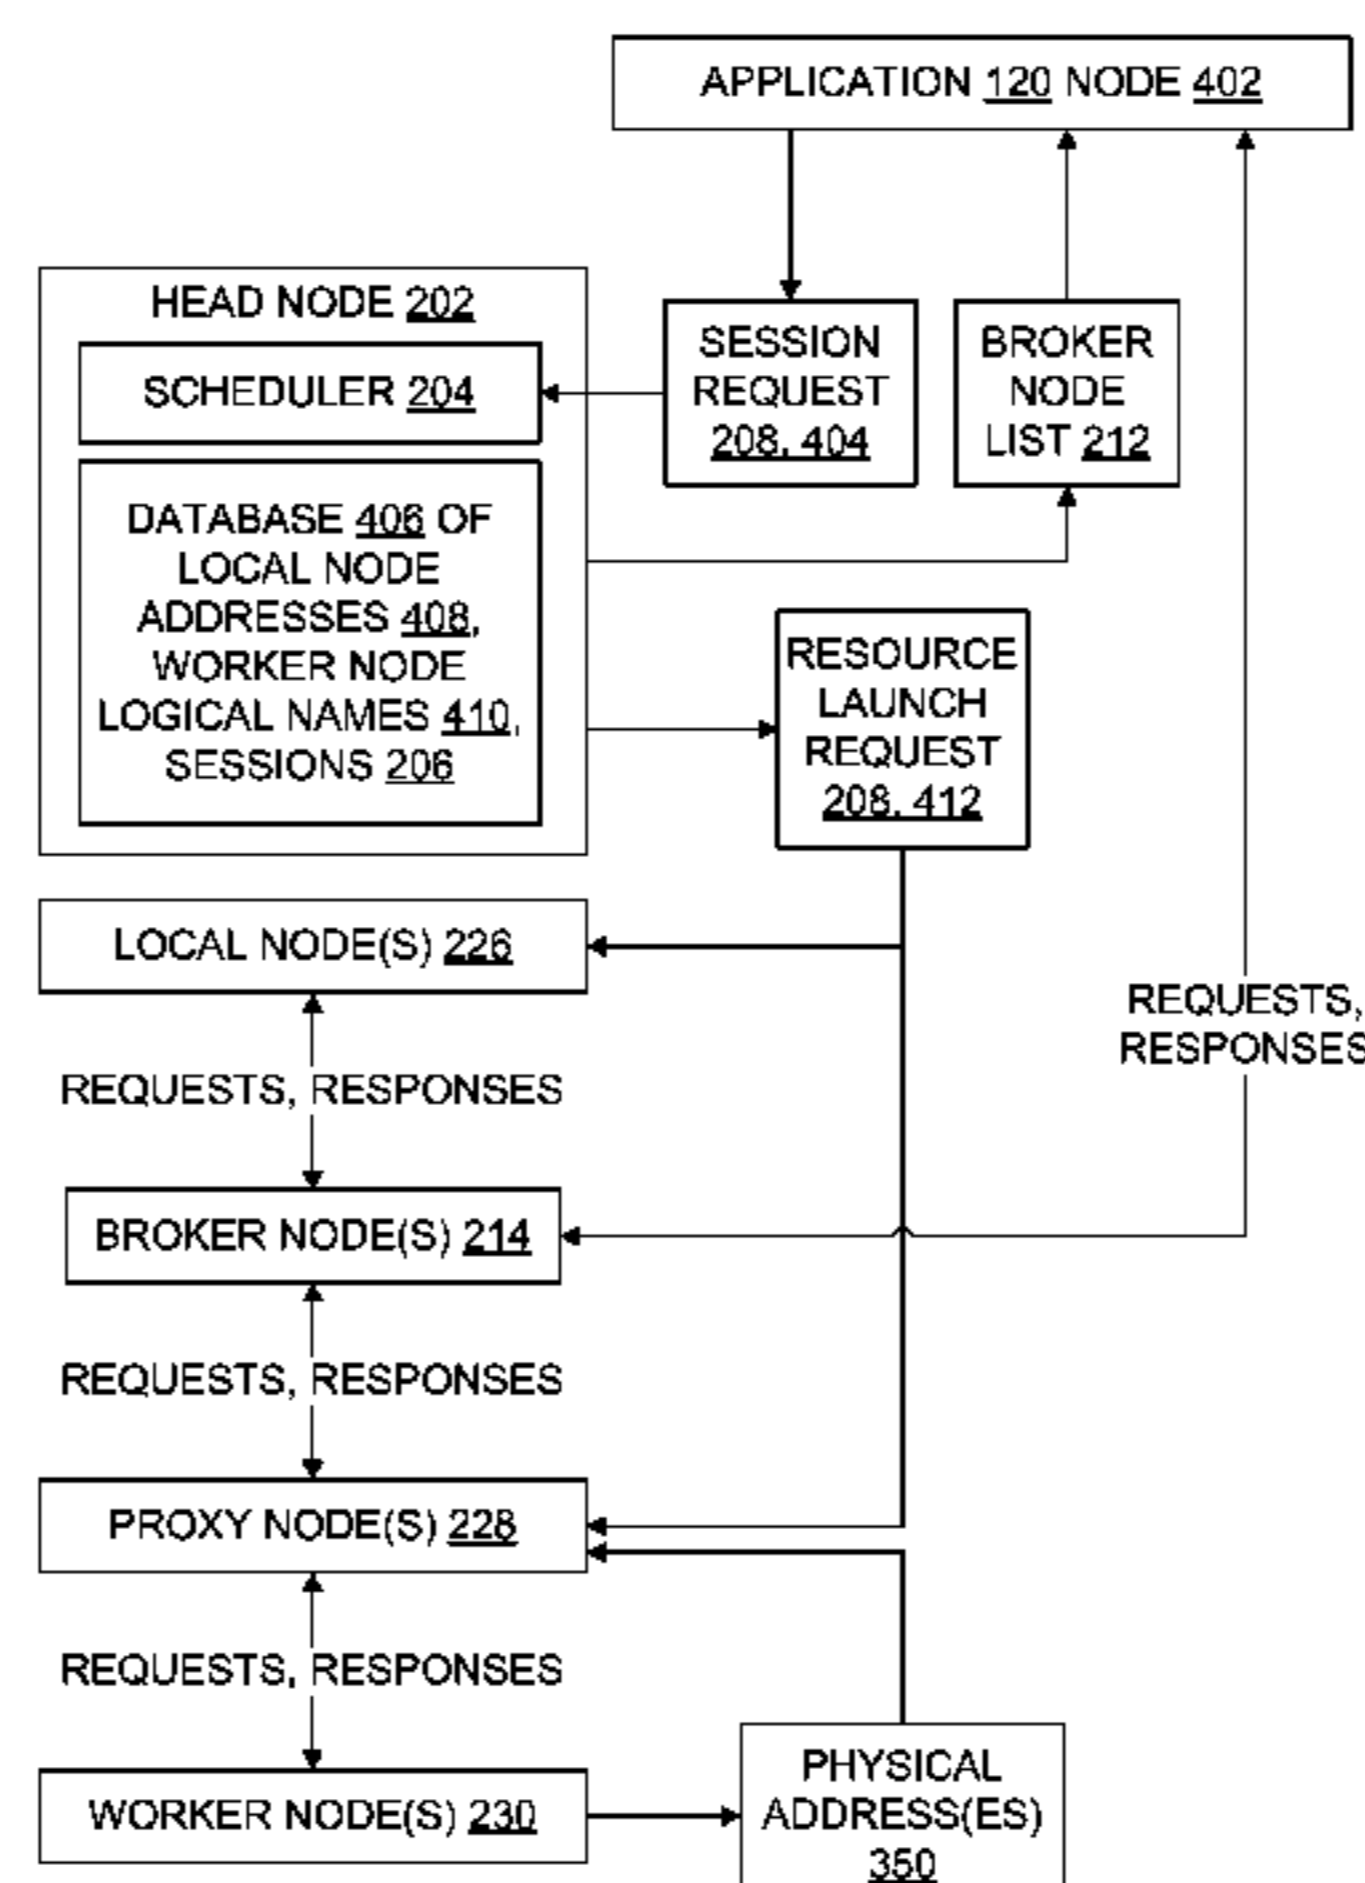 APPLICATION 120 NODE 402
HEAD NODE 202
SCHEDULER 204
DATABASE 406 OF
LOCAL NODE
ADDRESSES 408,
WORKER NODE
LOGICAL NAMES 410,
SESSIONS 206
SESSION
REQUEST
208, 404
BROKER
NODE
LIST 212
RESOURCE
LAUNCH
REQUEST
208, 412
LOCAL NODE(S) 226
REQUESTS,
RESPONSES
REQUESTS, RESPONSES
BROKER NODE(S) 214
REQUESTS, RESPONSES
PROXY NODE(S) 228
REQUESTS, RESPONSES
WORKER NODE(S) 230
PHYSICAL
ADDRESS(ES)
350